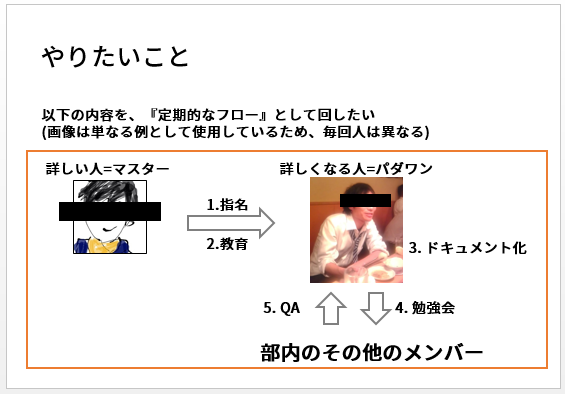 やりたいこと
以下の内容を、『定期的なフロー』として回したい
(画像は単なる例として使用しているため、毎回人は異なる)
詳しい人=マスター
詳しくなる人=パダワン
1.指名
2.教育
3. ドキュメント化
5. QA
4. 勉強会
部内のその他のメンバー